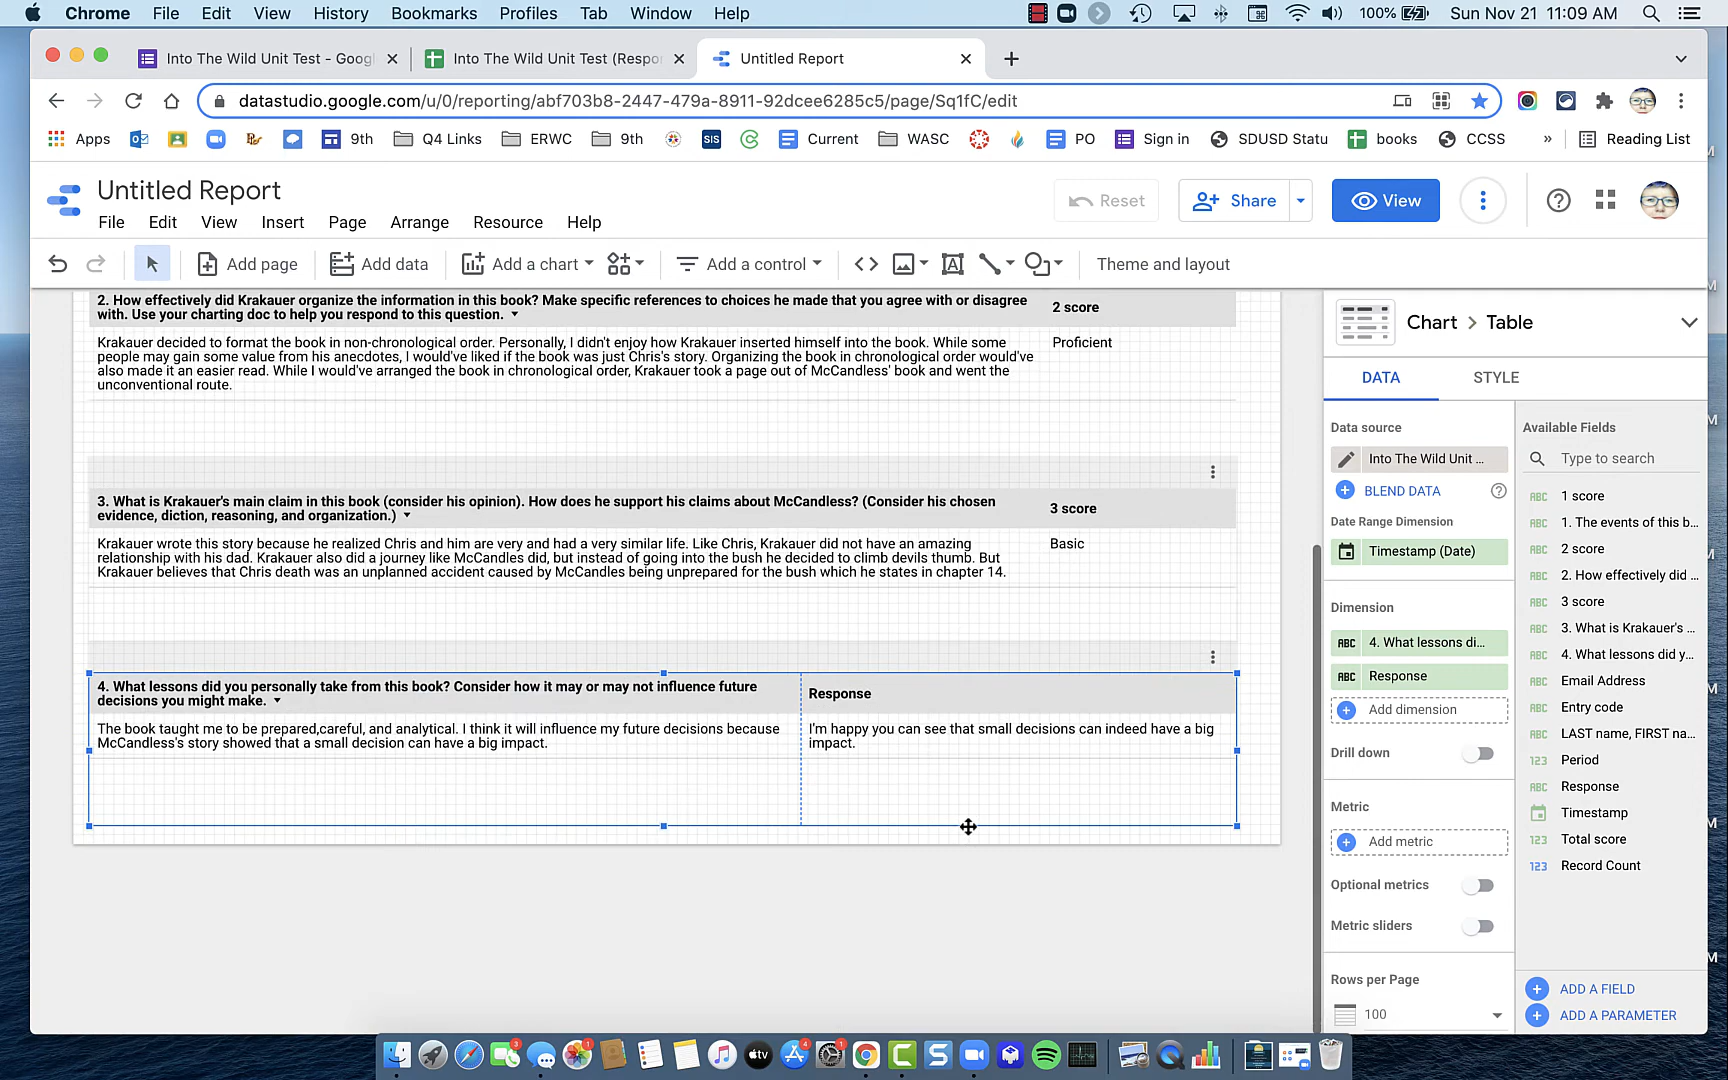 Chrome File Edit View History Bookmarks Profiles Tab Window Help 100% Sun Nov 21 11:09 AM
Into The Wild Unit Test - Goog Into The Wild Unit Test (Respo Untitled Report
datastudio.google.com/u/0/reporting/abf703b8-2447-479a-8911-92dcee6285c5/page/Sq1fC/edit
Apps 9th Q4 Links ERWC 9th SIS Current WASC PO Sign in SDUSD Statu books CCSS » Reading List
Untitled Report
Reset Share View
File Edit View Insert Page Arrange Resource Help
Add page Add data Add a chart Add a control Theme and layout
2. How effectively did Krakauer organize the information in this book? Make specific references to choices he made that you agree with or disagree
with. Use your charting doc to help you respond to this question.
2 score
Krakauer decided to format the book in non-chronological order. Personally, I didn't enjoy how Krakauer inserted himself into the book. While some
people may gain some value from his anecdotes, I would've liked if the book was just Chris's story. Organizing the book in chronological order would've
also made it an easier read. While I would've arranged the book in chronological order, Krakauer took a page out of McCandless' book and went the
unconventional route.
Proficient
3. What is Krakauer's main claim in this book (consider his opinion). How does he support his claims about McCandless? (Consider his chosen
evidence, diction, reasoning, and organization.)
3 score
Krakauer wrote this story because he realized Chris and him are very and had a very similar life. Like Chris, Krakauer did not have an amazing
relationship with his dad. Krakauer also did a journey like McCandles did, but instead of going into the bush he decided to climb devils thumb. But
Krakauer believes that Chris death was an unplanned accident caused by McCandles being unprepared for the bush which he states in chapter 14.
Basic
4. What lessons did you personally take from this book? Consider how it may or may not influence future
decisions you might make.
Response
The book taught me to be prepared,careful, and analytical. I think it will influence my future decisions because
McCandless's story showed that a small decision can have a big impact.
I'm happy you can see that small decisions can indeed have a big
impact.
Chart > Table
DATA STYLE
Data source
Into The Wild Unit ...
BLEND DATA
Date Range Dimension
Timestamp (Date)
Dimension
ABC 4. What lessons di...
ABC Response
Add dimension
Drill down
Metric
Add metric
Optional metrics
Metric sliders
Rows per Page
100
Available Fields
Type to search
ABC 1 score
ABC 1. The events of this b...
ABC 2 score
ABC 2. How effectively did ...
ABC 3 score
ABC 3. What is Krakauer's ...
ABC 4. What lessons did y...
ABC Email Address
ABC Entry code
ABC LAST name, FIRST na...
123 Period
ABC Response
Timestamp
123 Total score
123 Record Count
ADD A FIELD
ADD A PARAMETER
3 1 4 1
tv